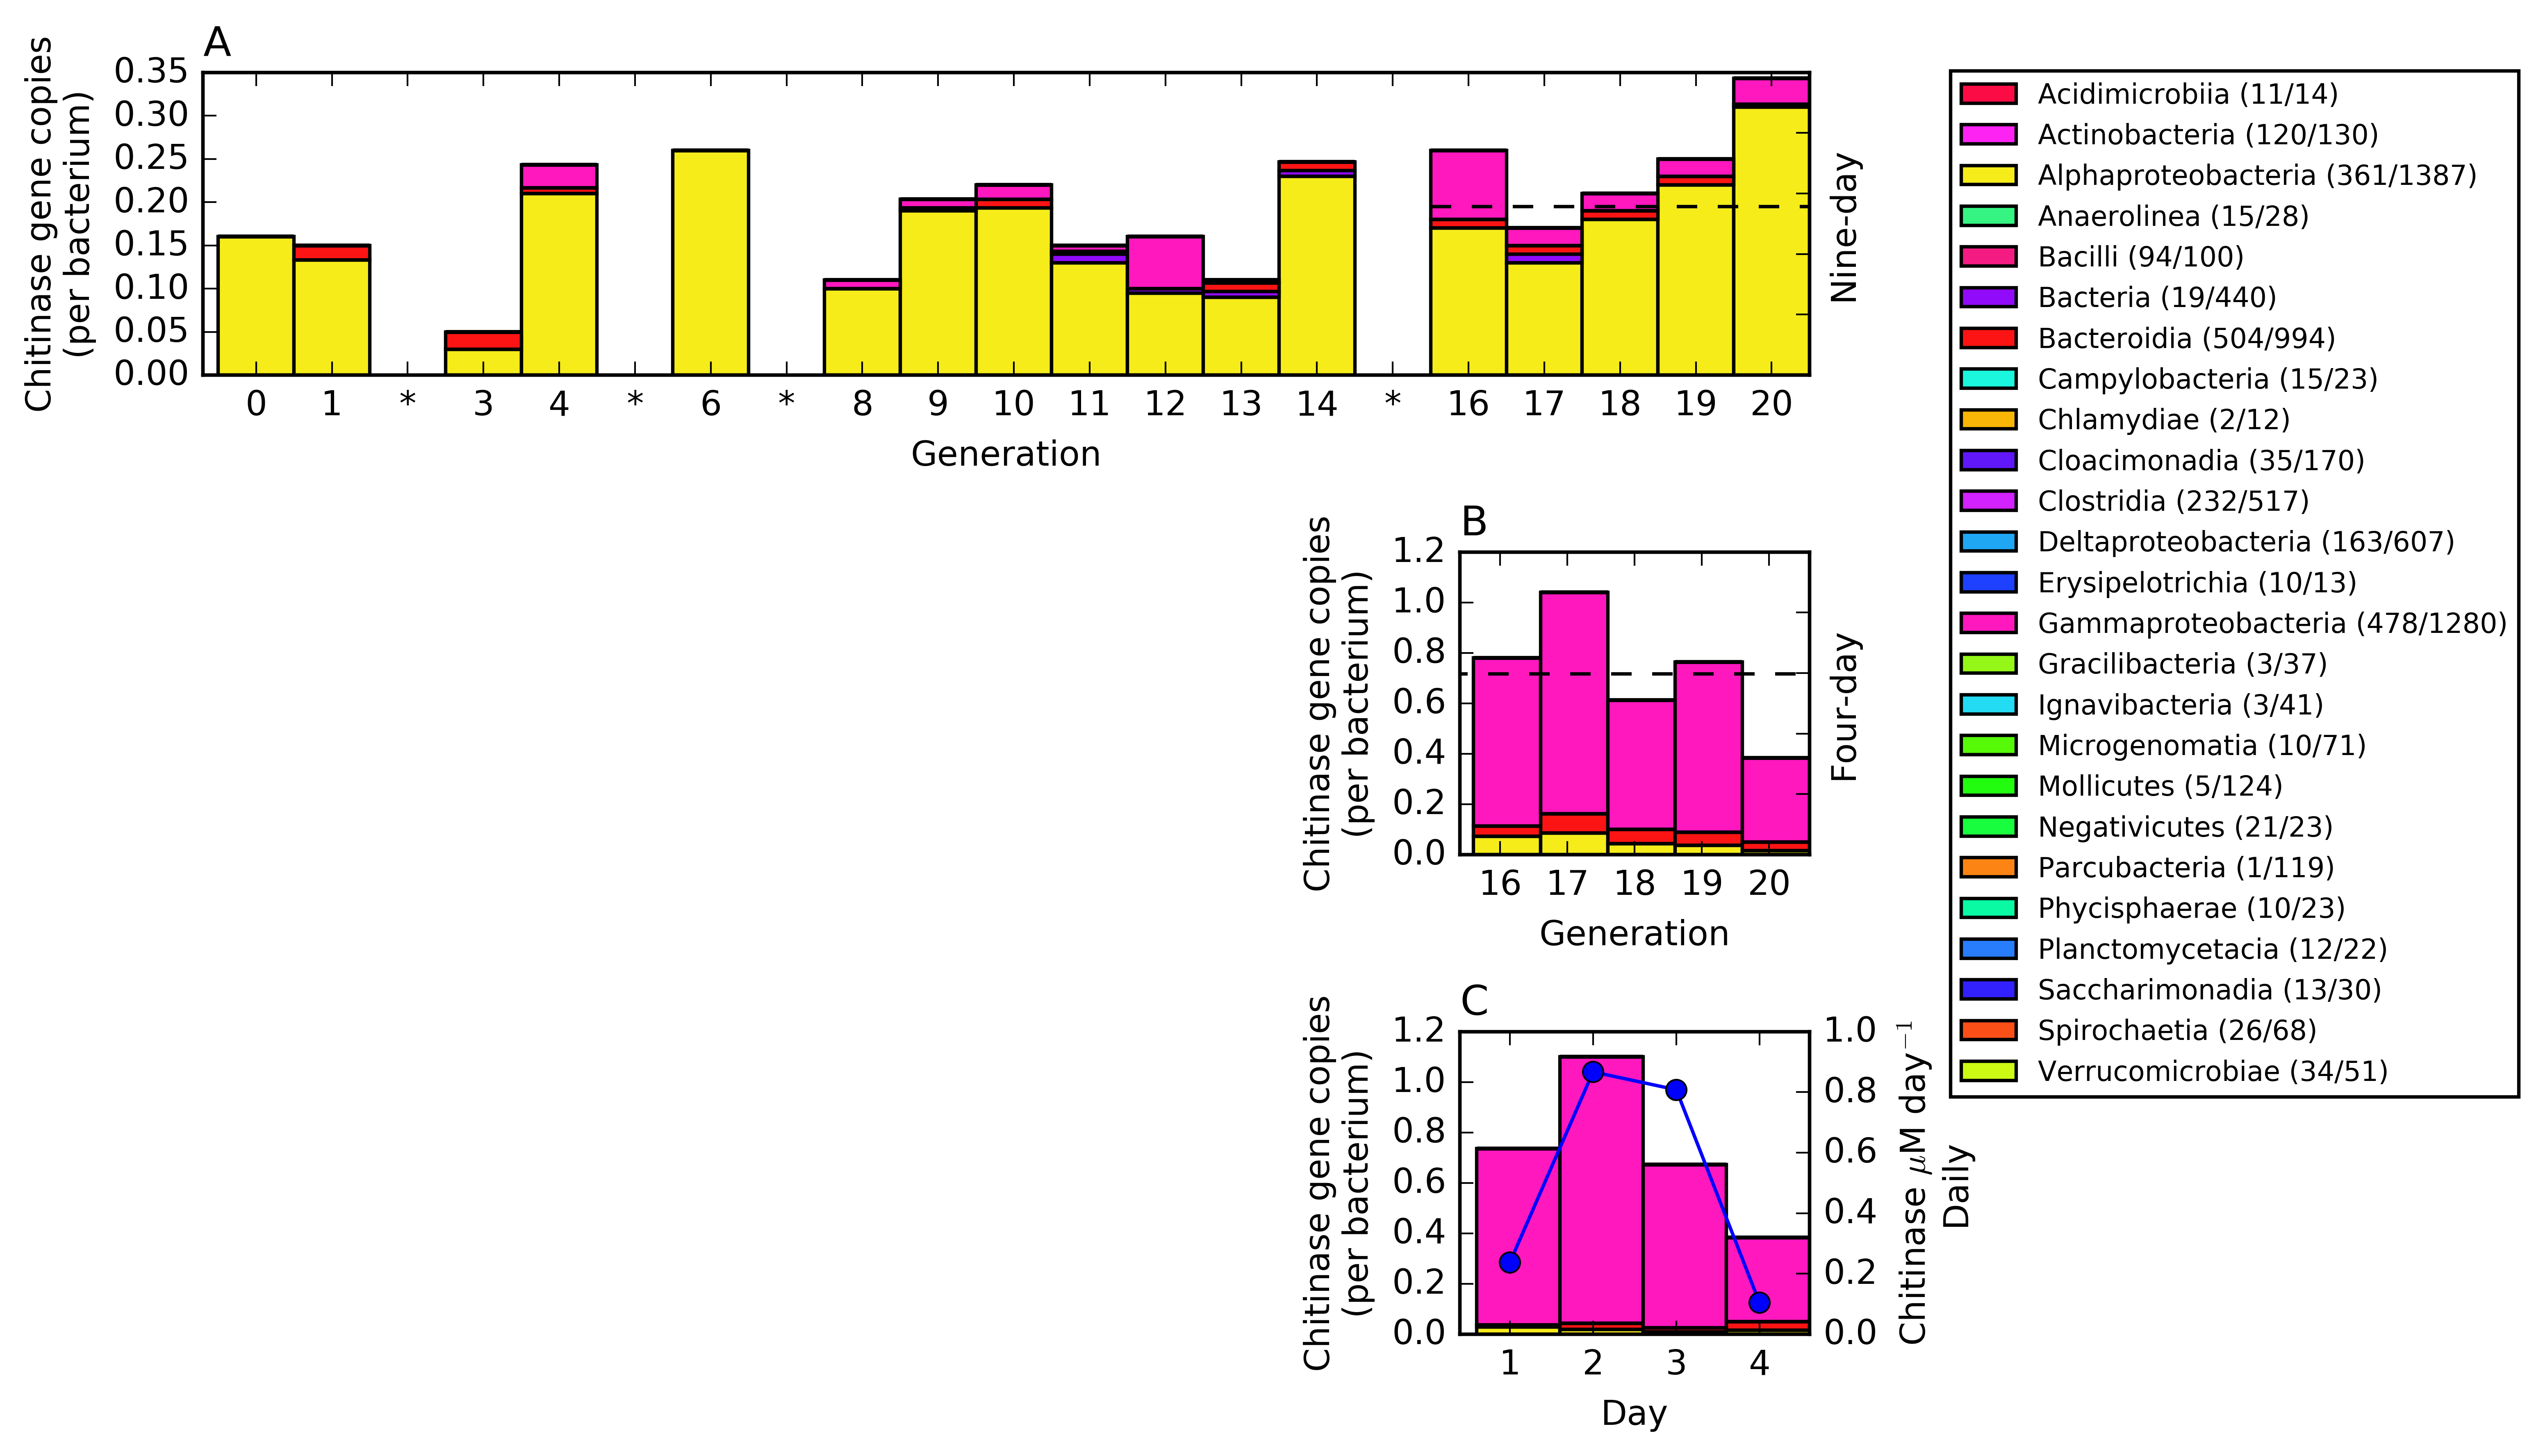 A
Chitinase gene copies
(per bacterium)
0.35
0.30
0.25
0.20
0.15
0.10
0.05
0.00
0 1 * 3 4 * 6 * 8 9 10 11 12 13 14 * 16 17 18 19 20
Generation
Nine-day
B
Chitinase gene copies
(per bacterium)
1.2
1.0
0.8
0.6
0.4
0.2
0.0
16 17 18 19 20
Generation
Four-day
C
Chitinase gene copies
(per bacterium)
1.2
1.0
0.8
0.6
0.4
0.2
0.0
1 2 3 4
Day
1.0
0.8
0.6
0.4
0.2
0.0
Chitinase μM day⁻¹
Daily
Acidimicrobiia (11/14)
Actinobacteria (120/130)
Alphaproteobacteria (361/1387)
Anaerolinea (15/28)
Bacilli (94/100)
Bacteria (19/440)
Bacteroidia (504/994)
Campylobacteria (15/23)
Chlamydiae (2/12)
Cloacimonadia (35/170)
Clostridia (232/517)
Deltaproteobacteria (163/607)
Erysipelotrichia (10/13)
Gammaproteobacteria (478/1280)
Gracilibacteria (3/37)
Ignavibacteria (3/41)
Microgenomatia (10/71)
Mollicutes (5/124)
Negativicutes (21/23)
Parcubacteria (1/119)
Phycisphaerae (10/23)
Planctomycetacia (12/22)
Saccharimonadia (13/30)
Spirochaetia (26/68)
Verrucomicrobiae (34/51)